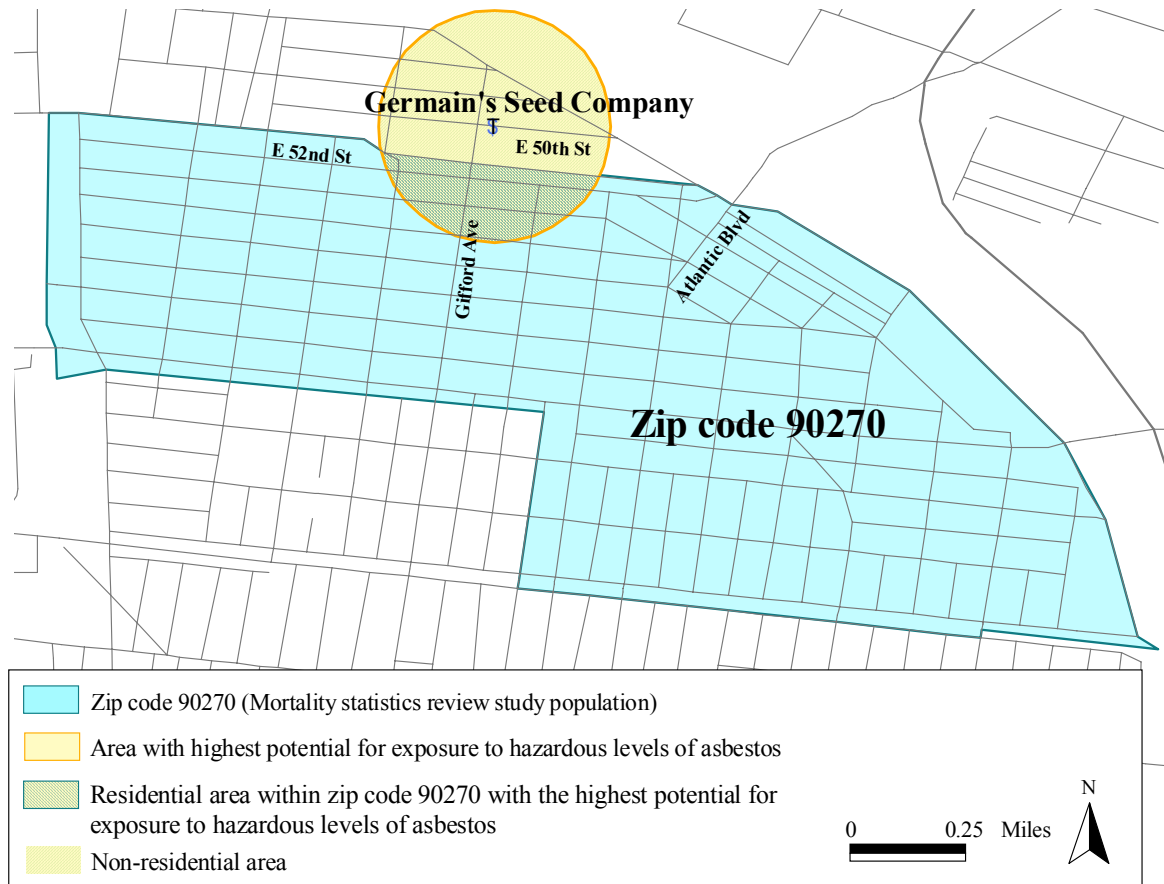 Germain's Seed Company
E 52nd St
E 50th St
Gifford Ave
Atlantic Blvd
Zip code 90270
Zip code 90270 (Mortality statistics review study population)
Area with highest potential for exposure to hazardous levels of asbestos
Residential area within zip code 90270 with the highest potential for
exposure to hazardous levels of asbestos
Non-residential area
0 0.25 Miles
N